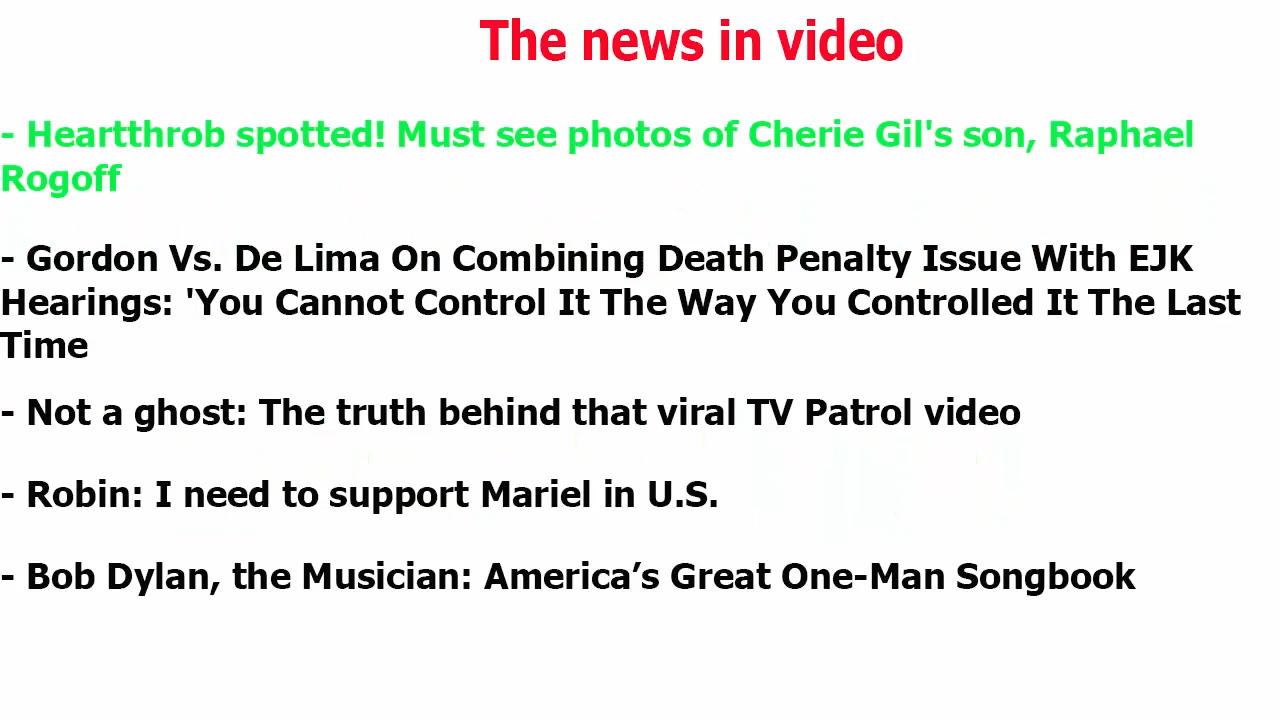 The news in video
- Heartthrob spotted! Must see photos of Cherie Gil's son, Raphael
Rogoff
- Gordon Vs. De Lima On Combining Death Penalty Issue With EJK
Hearings: 'You Cannot Control It The Way You Controlled It The Last
Time
- Not a ghost: The truth behind that viral TV Patrol video
- Robin: I need to support Mariel in U.S.
- Bob Dylan, the Musician: America’s Great One-Man Songbook